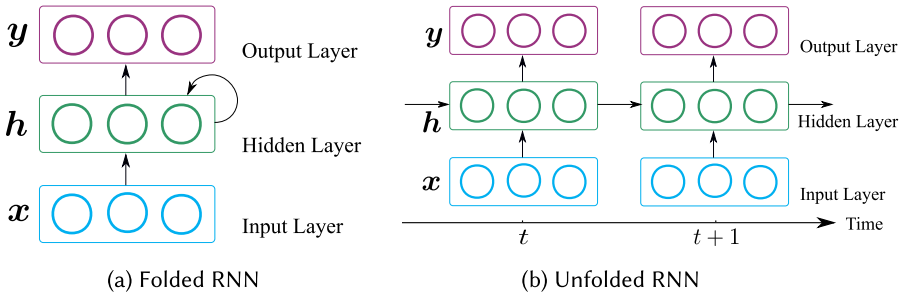 y
Output Layer
h
Hidden Layer
x
Input Layer
(a) Folded RNN
y
Output Layer
h
Hidden Layer
x
Input Layer
Time
t
t + 1
(b) Unfolded RNN